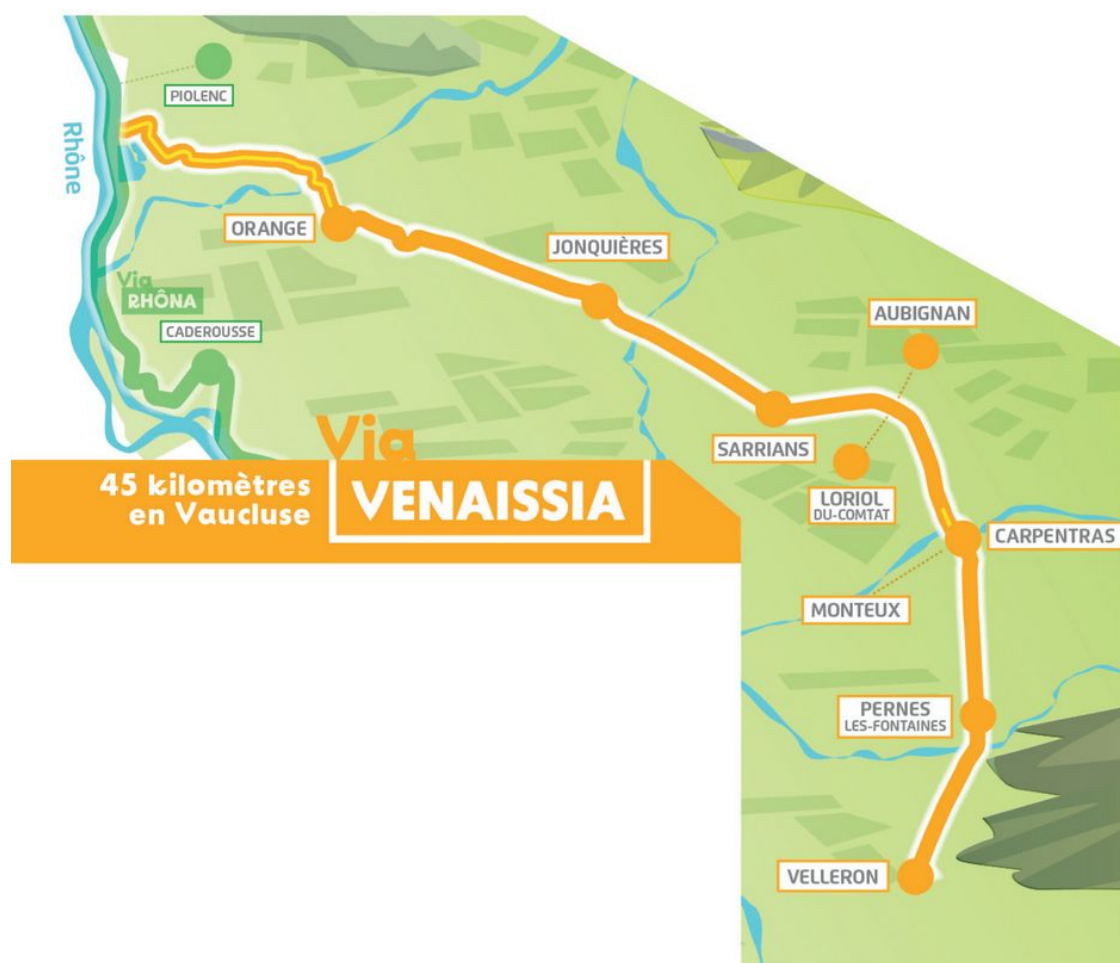 PIOLENC
Rhône
ORANGE
JONQUIÈRES
Via
RHÔNA
CADEROUSSE
AUBIGNAN
SARRIANS
LORIOL
DU-COMTAT
Via
VENAISSIA
45 kilomètres
en Vaucluse
CARPENTRAS
MONTEUX
PERNES
LES-FONTAINES
VELLERON